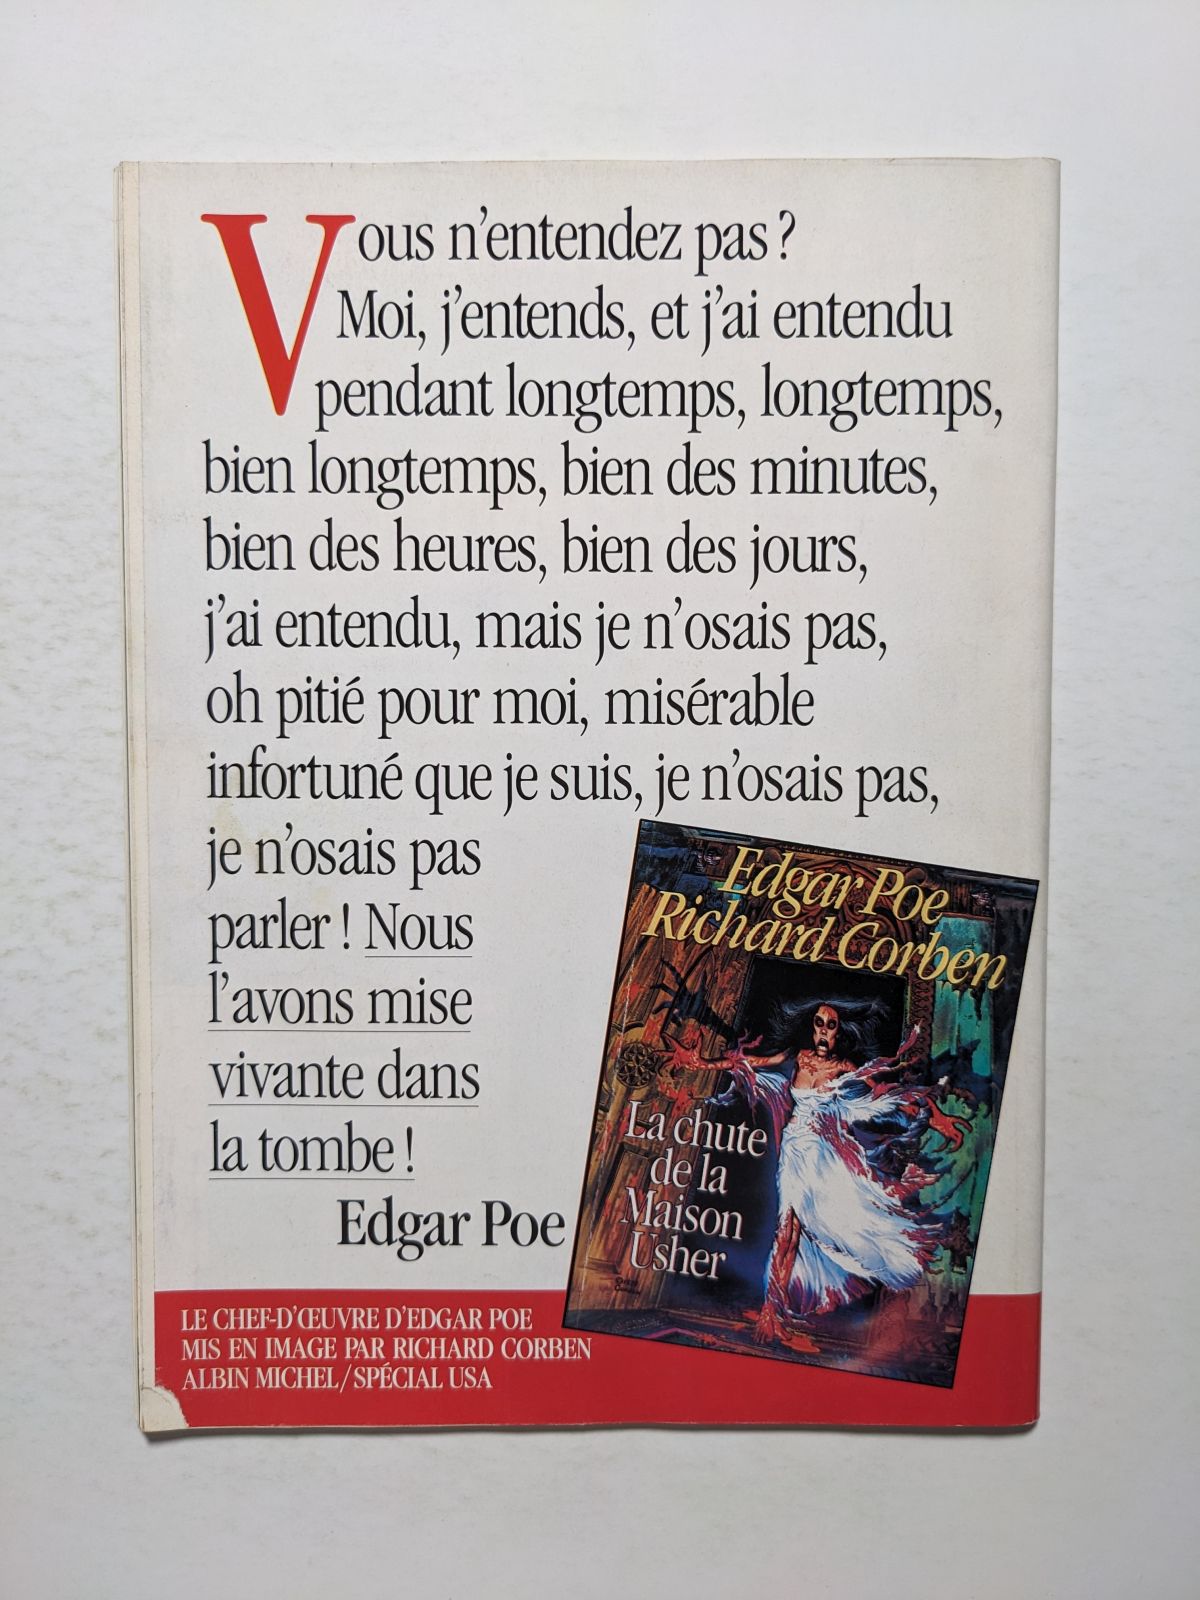 Vous n'entendez pas ?
Moi, j'entends, et j'ai entendu
pendant longtemps, longtemps,
bien longtemps, bien des minutes,
bien des heures, bien des jours,
j'ai entendu, mais je n'osais pas,
oh pitié pour moi, misérable
infortuné que je suis, je n'osais pas,
je n'osais pas
parler ! Nous
l'avons mise
vivante dans
la tombe !
Edgar Poe
Edgar Poe
Richard Corben
La chute
de la
Maison
Usher
LE CHEF-D'ŒUVRE D'EDGAR POE
MIS EN IMAGE PAR RICHARD CORBEN
ALBIN MICHEL/SPÉCIAL USA